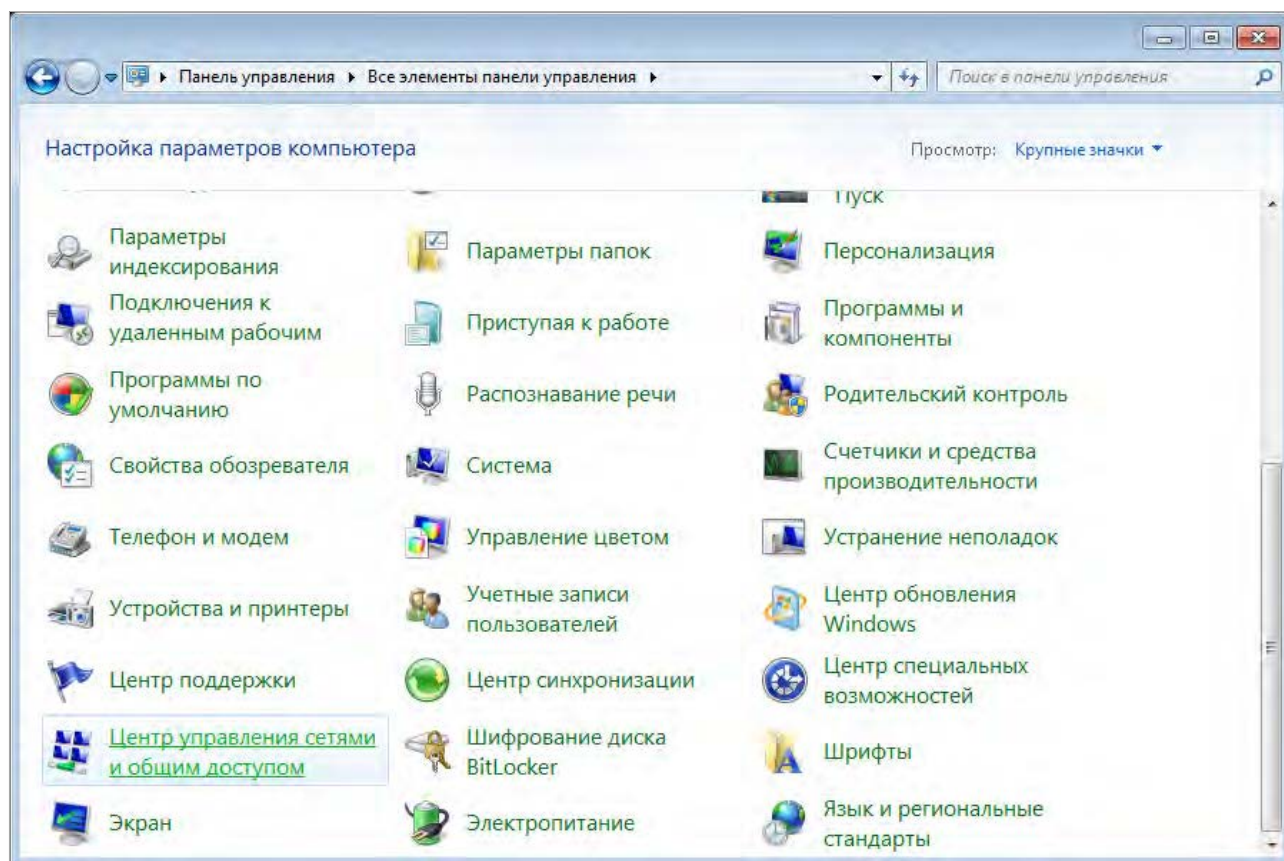 Панель управления ▸ Все элементы панели управления ▸
Поиск в панели управления
Настройка параметров компьютера
Просмотр: Крупные значки
Пуск
Параметры
индексирования
Параметры папок
Персонализация
Подключения к
удаленным рабочим
Приступая к работе
Программы и
компоненты
Программы по
умолчанию
Распознавание речи
Родительский контроль
Свойства обозревателя
Система
Счетчики и средства
производительности
Телефон и модем
Управление цветом
Устранение неполадок
Устройства и принтеры
Учетные записи
пользователей
Центр обновления
Windows
Центр поддержки
Центр синхронизации
Центр специальных
возможностей
Центр управления сетями
и общим доступом
Шифрование диска
BitLocker
Шрифты
Экран
Электропитание
Язык и региональные
стандарты